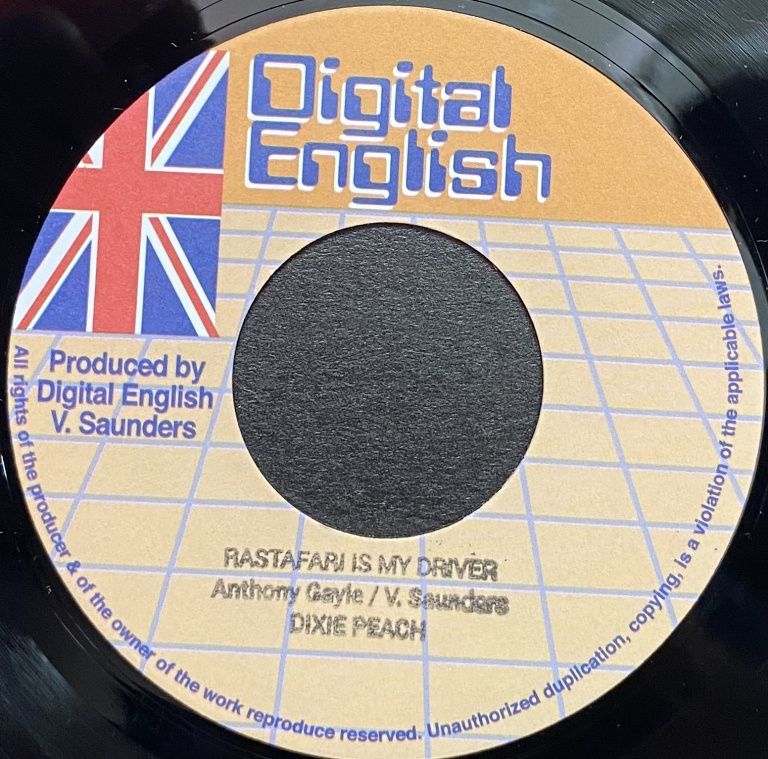 Digital
English
Produced by
Digital English
V. Saunders
RASTAFARI IS MY DRIVER
Anthony Gayle / V. Saunders
DIXIE PEACH
All rights of the producer & of the owner of the work reproduce reserved. Unauthorized duplication, copying, is a violation of the applicable laws.